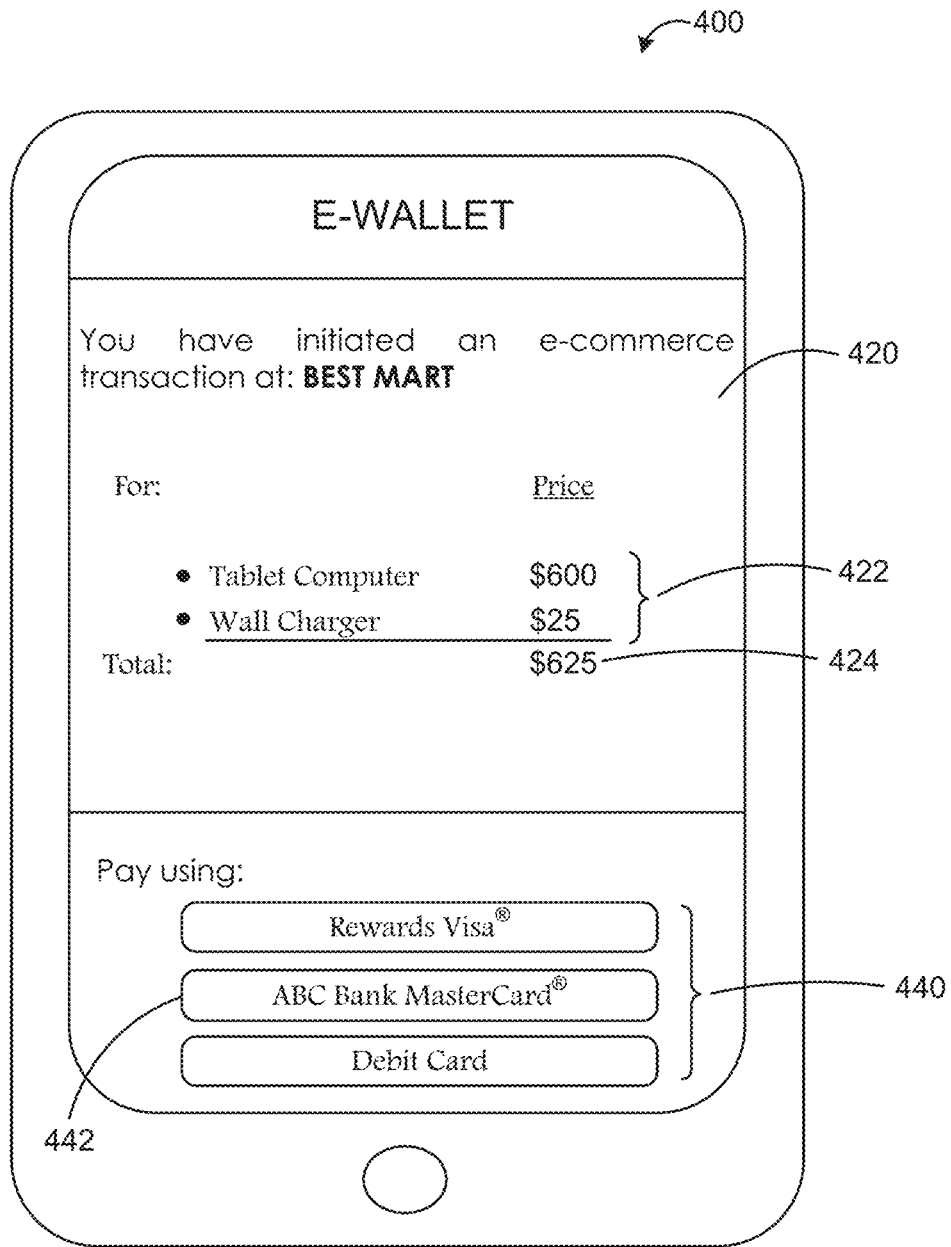 400
E-WALLET
You have initiated an e-commerce
transaction at: BEST MART
420
For: Price
• Tablet Computer $600
422
• Wall Charger $25
Total: $625
424
Pay using:
Rewards Visa®
ABC Bank MasterCard®
440
Debit Card
442